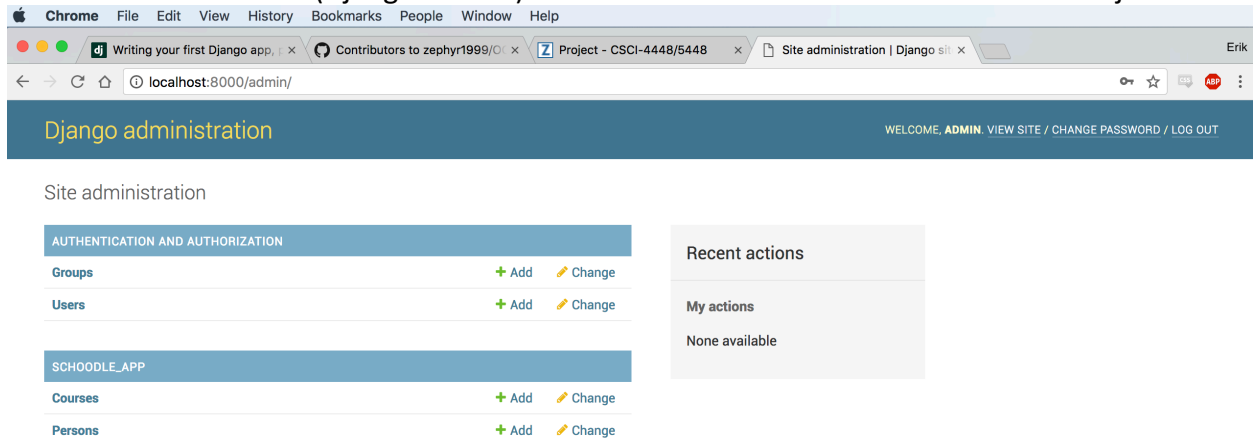 Chrome File Edit View History Bookmarks People Window Help
Writing your first Django app, Contributors to zephyr1999/ Project - CSCI-4448/5448 Site administration | Django sit Erik
localhost:8000/admin/ ABP
Django administration WELCOME, ADMIN. VIEW SITE / CHANGE PASSWORD / LOG OUT
Site administration
AUTHENTICATION AND AUTHORIZATION Recent actions
Groups Add Change
Users Add Change My actions
None available
SCHOODLE_APP
Courses Add Change
Persons Add Change